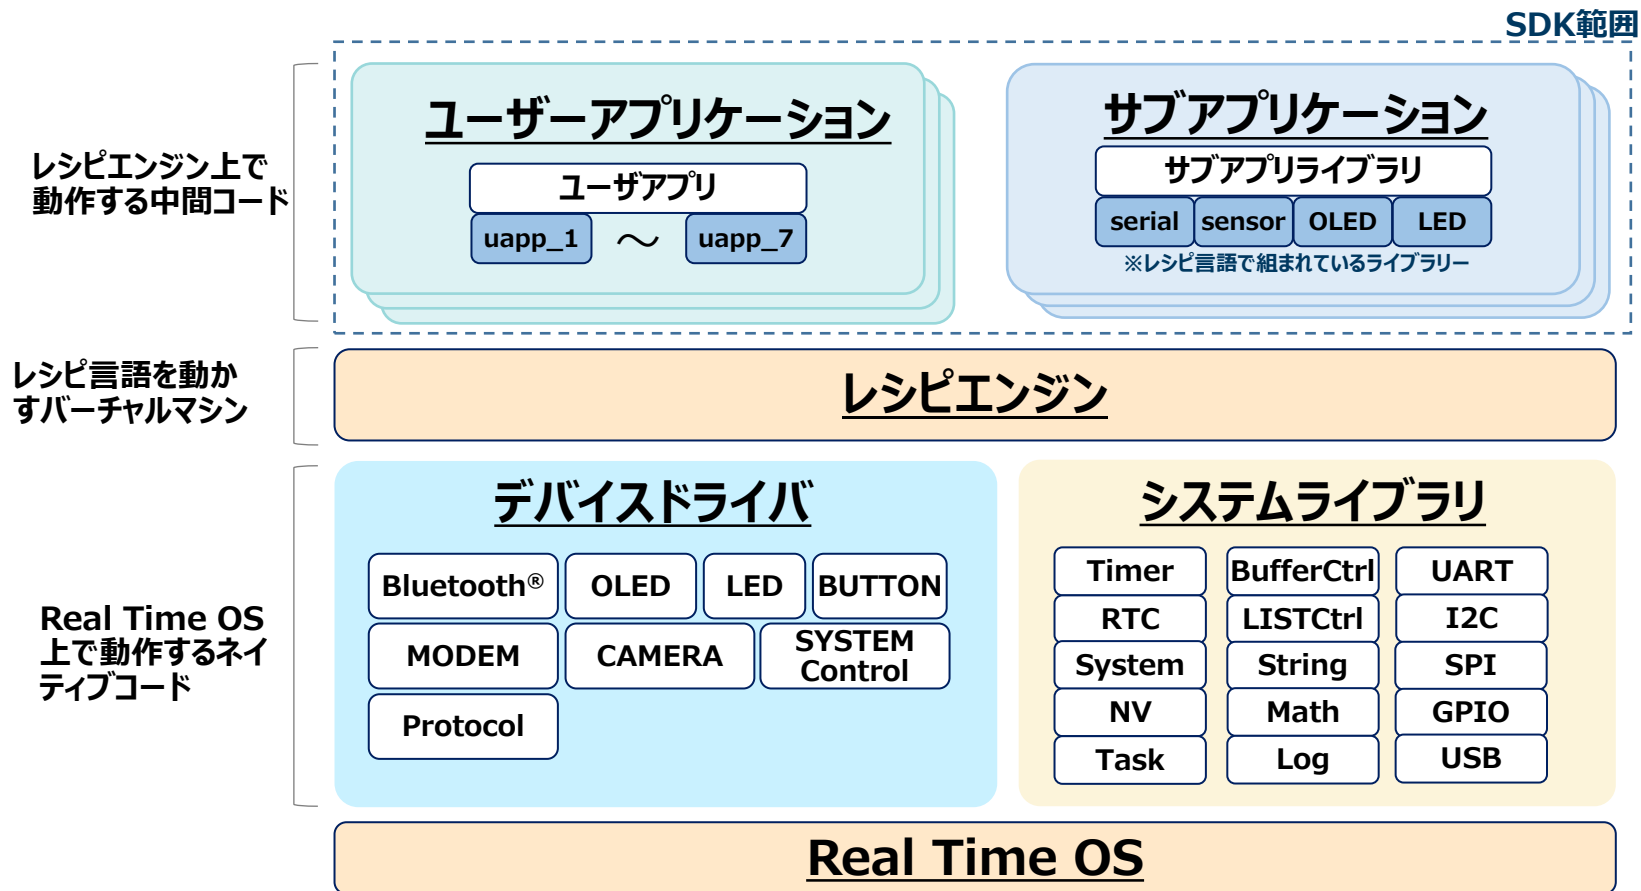 SDK範囲
レシピエンジン上で
動作する中間コード
ユーザーアプリケーション
ユーザアプリ
uapp_1 ～ uapp_7
サブアプリケーション
サブアプリライブラリ
serial sensor OLED LED
※レシピ言語で組まれているライブラリー
レシピ言語を動か
すバーチャルマシン
レシピエンジン
Real Time OS
上で動作するネイ
ティブコード
デバイスドライバ
Bluetooth® OLED LED BUTTON
MODEM CAMERA SYSTEM
Control
Protocol
システムライブラリ
Timer BufferCtrl UART
RTC LISTCtrl I2C
System String SPI
NV Math GPIO
Task Log USB
Real Time OS